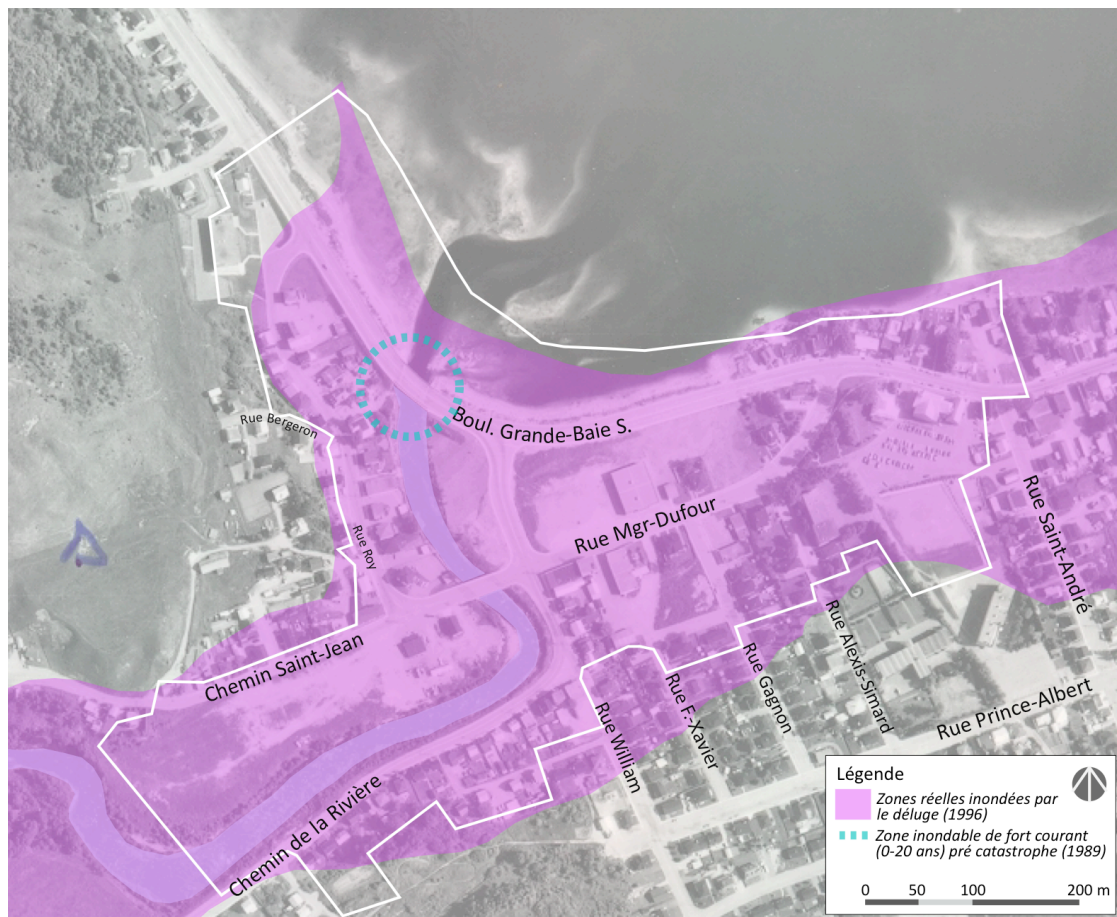 Rue Bergeron
Boul. Grande-Baie S.
Rue Mgr-Dufour
Rue Saint-André
Rue Roy
Chemin Saint-Jean
Rue Alexis-Simard
Rue Gagnon
Rue F.-Xavier
Rue William
Rue Prince-Albert
Chemin de la Rivière
Légende
Zones réelles inondées par
le déluge (1996)
Zone inondable de fort courant
(0-20 ans) pré catastrophe (1989)
0 50 100 200 m